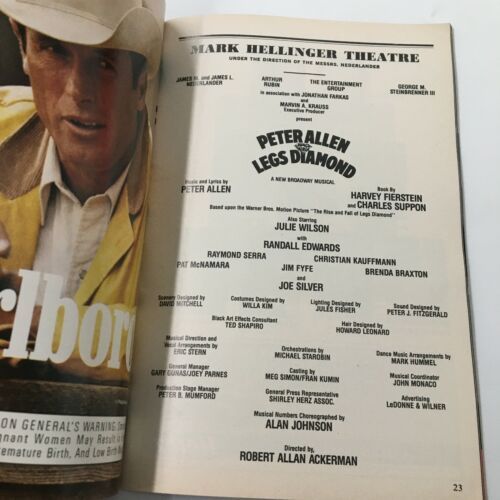 MARK HELLINGER THEATRE
UNDER THE DIRECTION OF THE MESSRS. NEDERLANDER
JAMES M. and JAMES L.
NEDERLANDER
ARTHUR
RUBIN
THE ENTERTAINMENT
GROUP
GEORGE M.
STEINBRENNER III
in association with JONATHAN FARKAS
and
MARVIN A. KRAUSS
Executive Producer
present
PETER ALLEN
LEGS DIAMOND
A NEW BROADWAY MUSICAL
Music and Lyrics by
PETER ALLEN
Book By
HARVEY FIERSTEIN
and CHARLES SUPPON
Based upon the Warner Bros. Motion Picture "The Rise and Fall of Legs Diamond"
Also Starring
JULIE WILSON
with
RANDALL EDWARDS
RAYMOND SERRA
CHRISTIAN KAUFFMANN
PAT McNAMARA
JIM FYFE
BRENDA BRAXTON
and
JOE SILVER
Scenery Designed by
DAVID MITCHELL
Costumes Designed by
WILLA KIM
Lighting Designed by
JULES FISHER
Sound Designed by
PETER J. FITZGERALD
Black Art Effects Consultant
TED SHAPIRO
Hair Designed by
HOWARD LEONARD
Musical Direction and
Vocal Arrangements by
ERIC STERN
Orchestrations by
MICHAEL STAROBIN
Dance Music Arrangements by
MARK HUMMEL
General Manager
GARY GUNAS/JOEY PARNES
Casting by
MEG SIMON/FRAN KUMIN
Musical Coordinator
JOHN MONACO
Production Stage Manager
PETER B. MUMFORD
General Press Representative
SHIRLEY HERZ ASSOC.
Advertising
LeDONNE & WILNER
Musical Numbers Choreographed by
ALAN JOHNSON
Directed by,
ROBERT ALLAN ACKERMAN
23
rlboro
ON GENERAL'S WARNING:
nant Women May Result in
remature Birth, And Low Birth